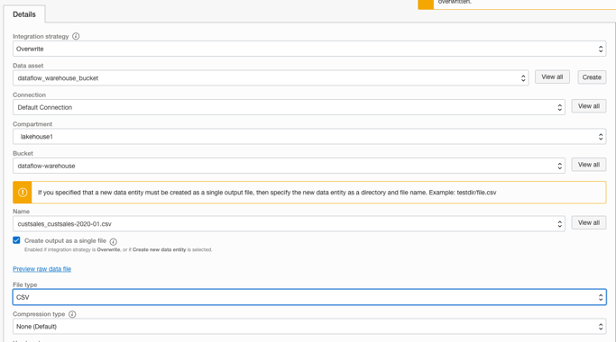 overwritten.
Details
Integration strategy
Overwrite
Data asset
dataflow_warehouse_bucket
View all
Create
Connection
Default Connection
View all
Compartment
lakehouse1
Bucket
dataflow-warehouse
View all
If you specified that a new data entity must be created as a single output file, then specify the new data entity as a directory and file name. Example: testdir/file.csv
Name
custsales_custsales-2020-01.csv
View all
Create output as a single file
Enabled if integration strategy is Overwrite, or if Create new data entity is selected.
Preview raw data file
File type
CSV
Compression type
None (Default)